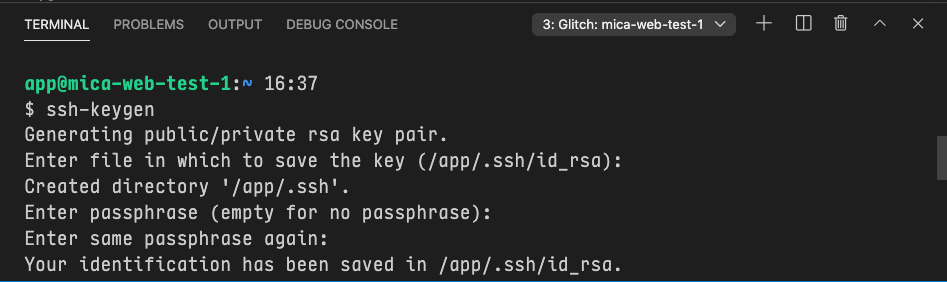 TERMINAL PROBLEMS OUTPUT DEBUG CONSOLE 3: Glitch: mica-web-test-1
app@mica-web-test-1:~ 16:37
$ ssh-keygen
Generating public/private rsa key pair.
Enter file in which to save the key (/app/.ssh/id_rsa):
Created directory '/app/.ssh'.
Enter passphrase (empty for no passphrase):
Enter same passphrase again:
Your identification has been saved in /app/.ssh/id_rsa.